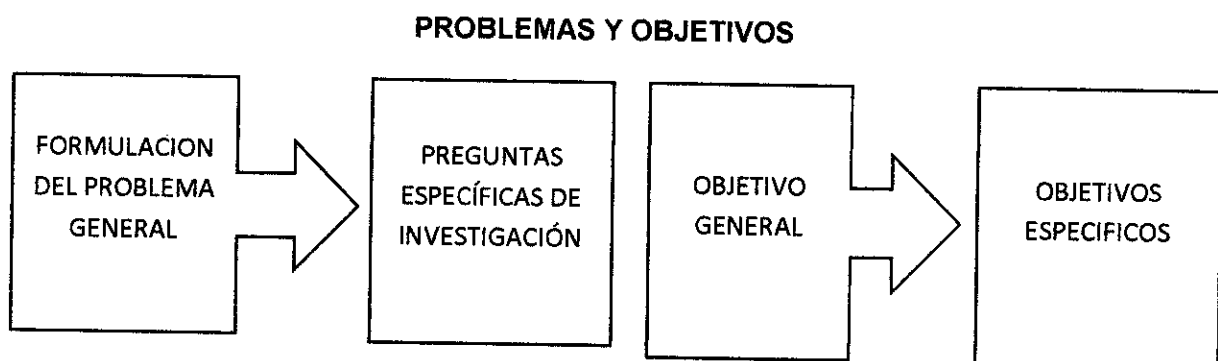 PROBLEMAS Y OBJETIVOS
FORMULACION
DEL PROBLEMA
GENERAL
PREGUNTAS
ESPECÍFICAS DE
INVESTIGACIÓN
OBJETIVO
GENERAL
OBJETIVOS
ESPECIFICOS